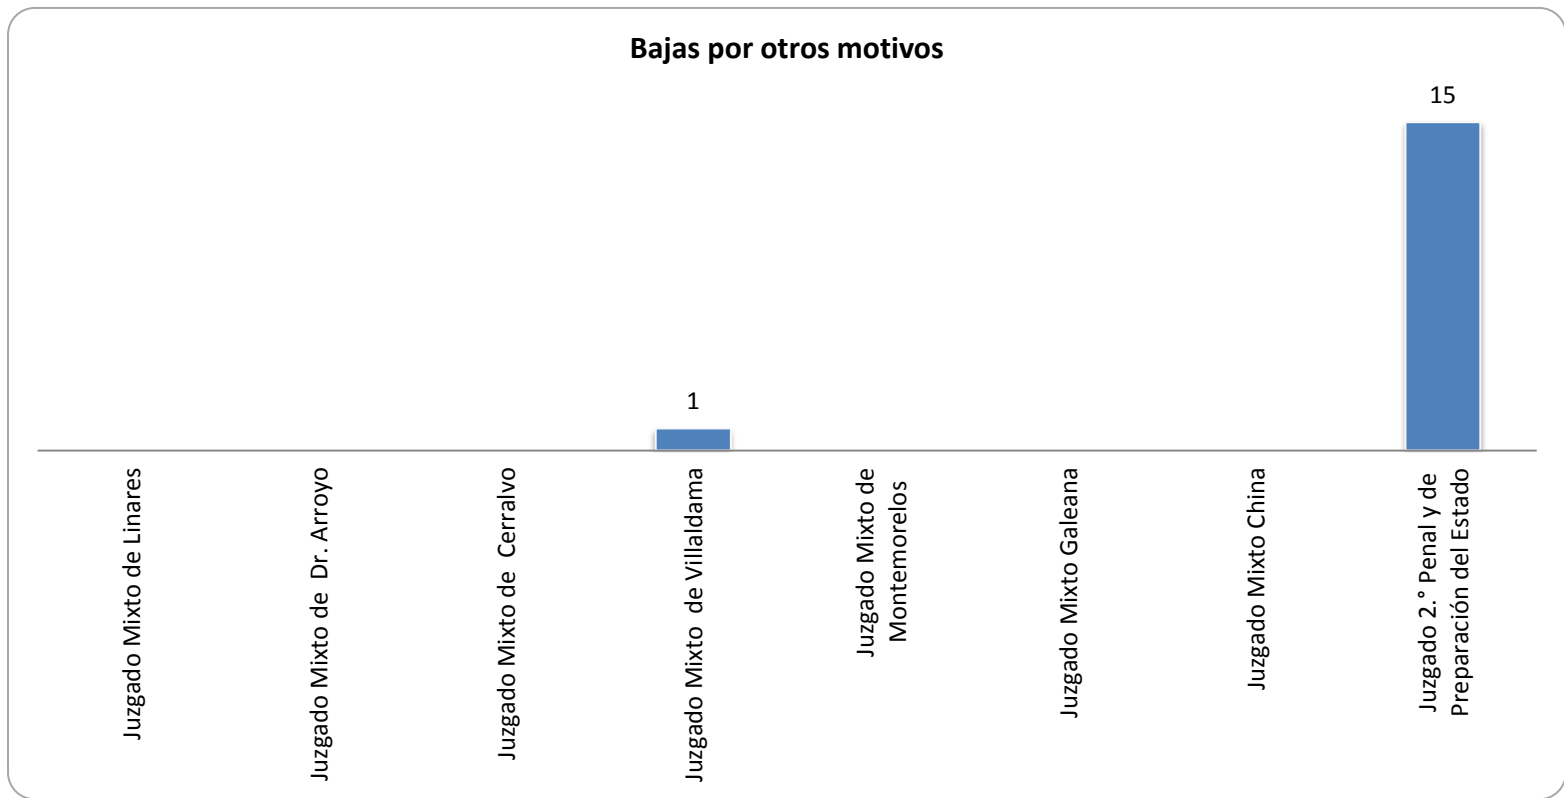 Bajas por otros motivos
15
1
Juzgado Mixto de Linares
Juzgado Mixto de  Dr. Arroyo
Juzgado Mixto de  Cerralvo
Juzgado Mixto  de Villaldama
Juzgado Mixto de
Montemorelos
Juzgado Mixto Galeana
Juzgado Mixto China
Juzgado 2.° Penal y de
Preparación del Estado